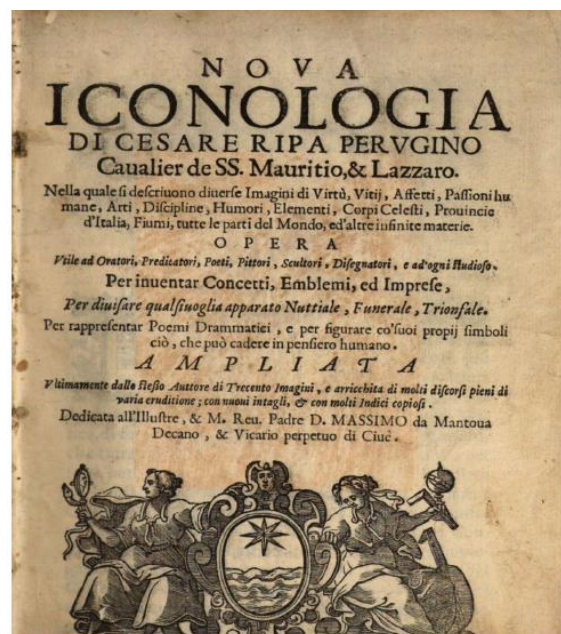 NOVA
ICONOLOGIA
DI CESARE RIPA PERVGINO
Caualier de SS. Mauritio, & Lazzaro.
Nella quale si descriuono diuerse Imagini di Virtù, Vitij, Affetti, Passioni hu
mane, Arti, Discipline, Humori, Elementi, Corpi Celesti, Prouincie
d'Italia, Fiumi, tutte le parti del Mondo, ed'altre infinite materie.
OPERA
Vtile ad Oratori, Predicatori, Poeti, Pittori, Scultori, Disegnatori, e ad'ogni studioso.
Per inuentar Concetti, Emblemi, ed Imprese,
Per diuisare qualsiuoglia apparato Nuttiale, Funerale, Trionfale.
Per rappresentar Poemi Drammatici, e per figurare co'suoi propij simboli
ciò, che può cadere in pensiero humano.
AMPLIATA
Vltimamente dallo stesso Auttore di Trecento Imagini, e arricchita di molti discorsi pieni di
varia eruditione; con nuoui intagli, & con molti Indici copiosi.
Dedicata all'Illustre, & M. Reu. Padre D. MASSIMO da Mantoua
Decano, & Vicario perpetuo di Ciuè.